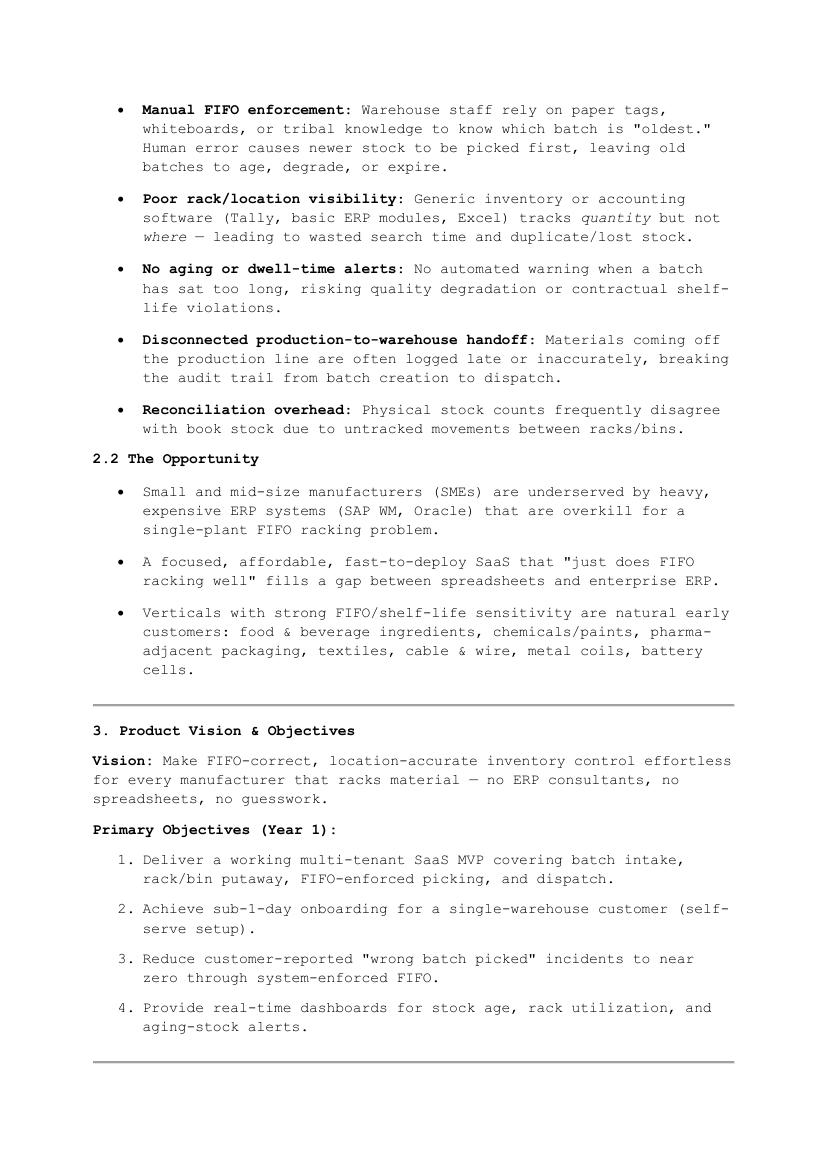 • Manual FIFO enforcement: Warehouse staff rely on paper tags,
whiteboards, or tribal knowledge to know which batch is "oldest."
Human error causes newer stock to be picked first, leaving old
batches to age, degrade, or expire.
• Poor rack/location visibility: Generic inventory or accounting
software (Tally, basic ERP modules, Excel) tracks quantity but not
where — leading to wasted search time and duplicate/lost stock.
• No aging or dwell-time alerts: No automated warning when a batch
has sat too long, risking quality degradation or contractual shelf-
life violations.
• Disconnected production-to-warehouse handoff: Materials coming off
the production line are often logged late or inaccurately, breaking
the audit trail from batch creation to dispatch.
• Reconciliation overhead: Physical stock counts frequently disagree
with book stock due to untracked movements between racks/bins.
2.2 The Opportunity
• Small and mid-size manufacturers (SMEs) are underserved by heavy,
expensive ERP systems (SAP WM, Oracle) that are overkill for a
single-plant FIFO racking problem.
• A focused, affordable, fast-to-deploy SaaS that "just does FIFO
racking well" fills a gap between spreadsheets and enterprise ERP.
• Verticals with strong FIFO/shelf-life sensitivity are natural early
customers: food & beverage ingredients, chemicals/paints, pharma-
adjacent packaging, textiles, cable & wire, metal coils, battery
cells.
3. Product Vision & Objectives
Vision: Make FIFO-correct, location-accurate inventory control effortless
for every manufacturer that racks material — no ERP consultants, no
spreadsheets, no guesswork.
Primary Objectives (Year 1):
1. Deliver a working multi-tenant SaaS MVP covering batch intake,
rack/bin putaway, FIFO-enforced picking, and dispatch.
2. Achieve sub-1-day onboarding for a single-warehouse customer (self-
serve setup).
3. Reduce customer-reported "wrong batch picked" incidents to near
zero through system-enforced FIFO.
4. Provide real-time dashboards for stock age, rack utilization, and
aging-stock alerts.